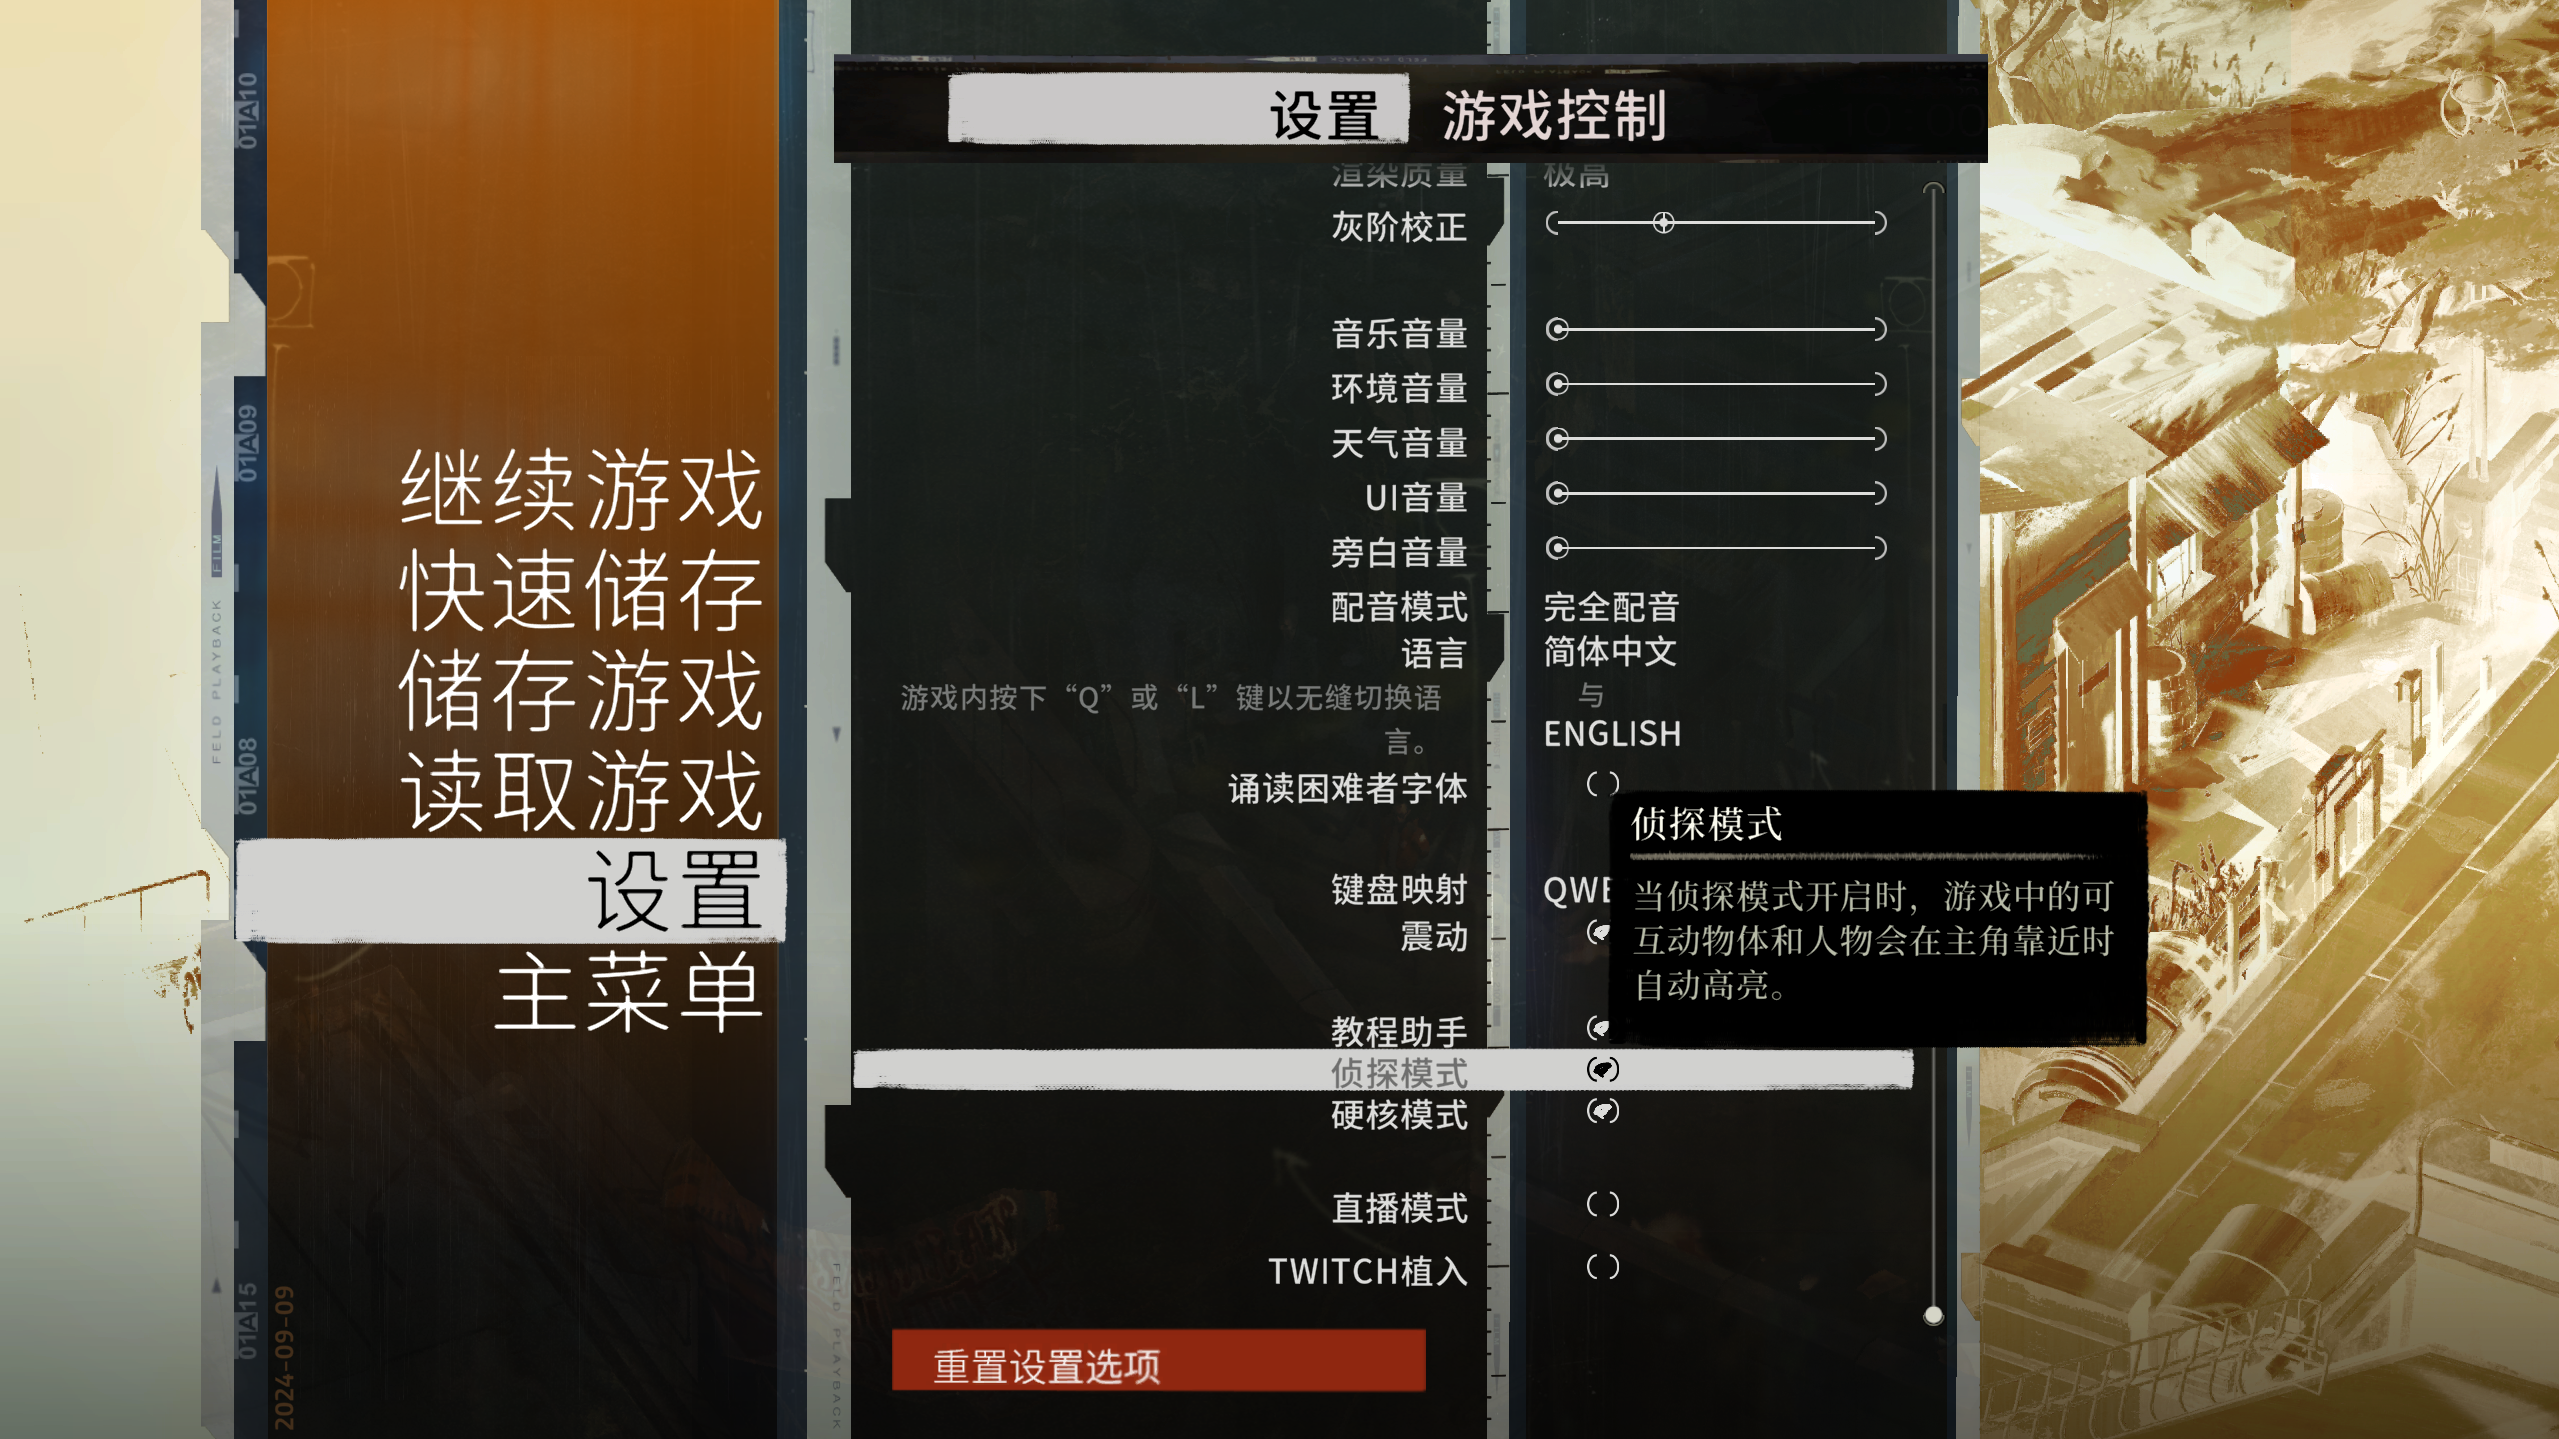 01A10
01A09
01A08
01A15
FILM
FELD PLAYBACK
2024-09-09
继续游戏
快速储存
储存游戏
读取游戏
设置
主菜单
设置 游戏控制
渲染质量 极高
灰阶校正
音乐音量
环境音量
天气音量
UI音量
旁白音量
配音模式 完全配音
语言 简体中文
游戏内按下“Q”或“L”键以无缝切换语 与
言。 ENGLISH
诵读困难者字体
键盘映射 QWE
震动
教程助手
侦探模式
硬核模式
直播模式
TWITCH植入
重置设置选项
侦探模式
当侦探模式开启时，游戏中的可
互动物体和人物会在主角靠近时
自动高亮。
FELD PLAYBACK